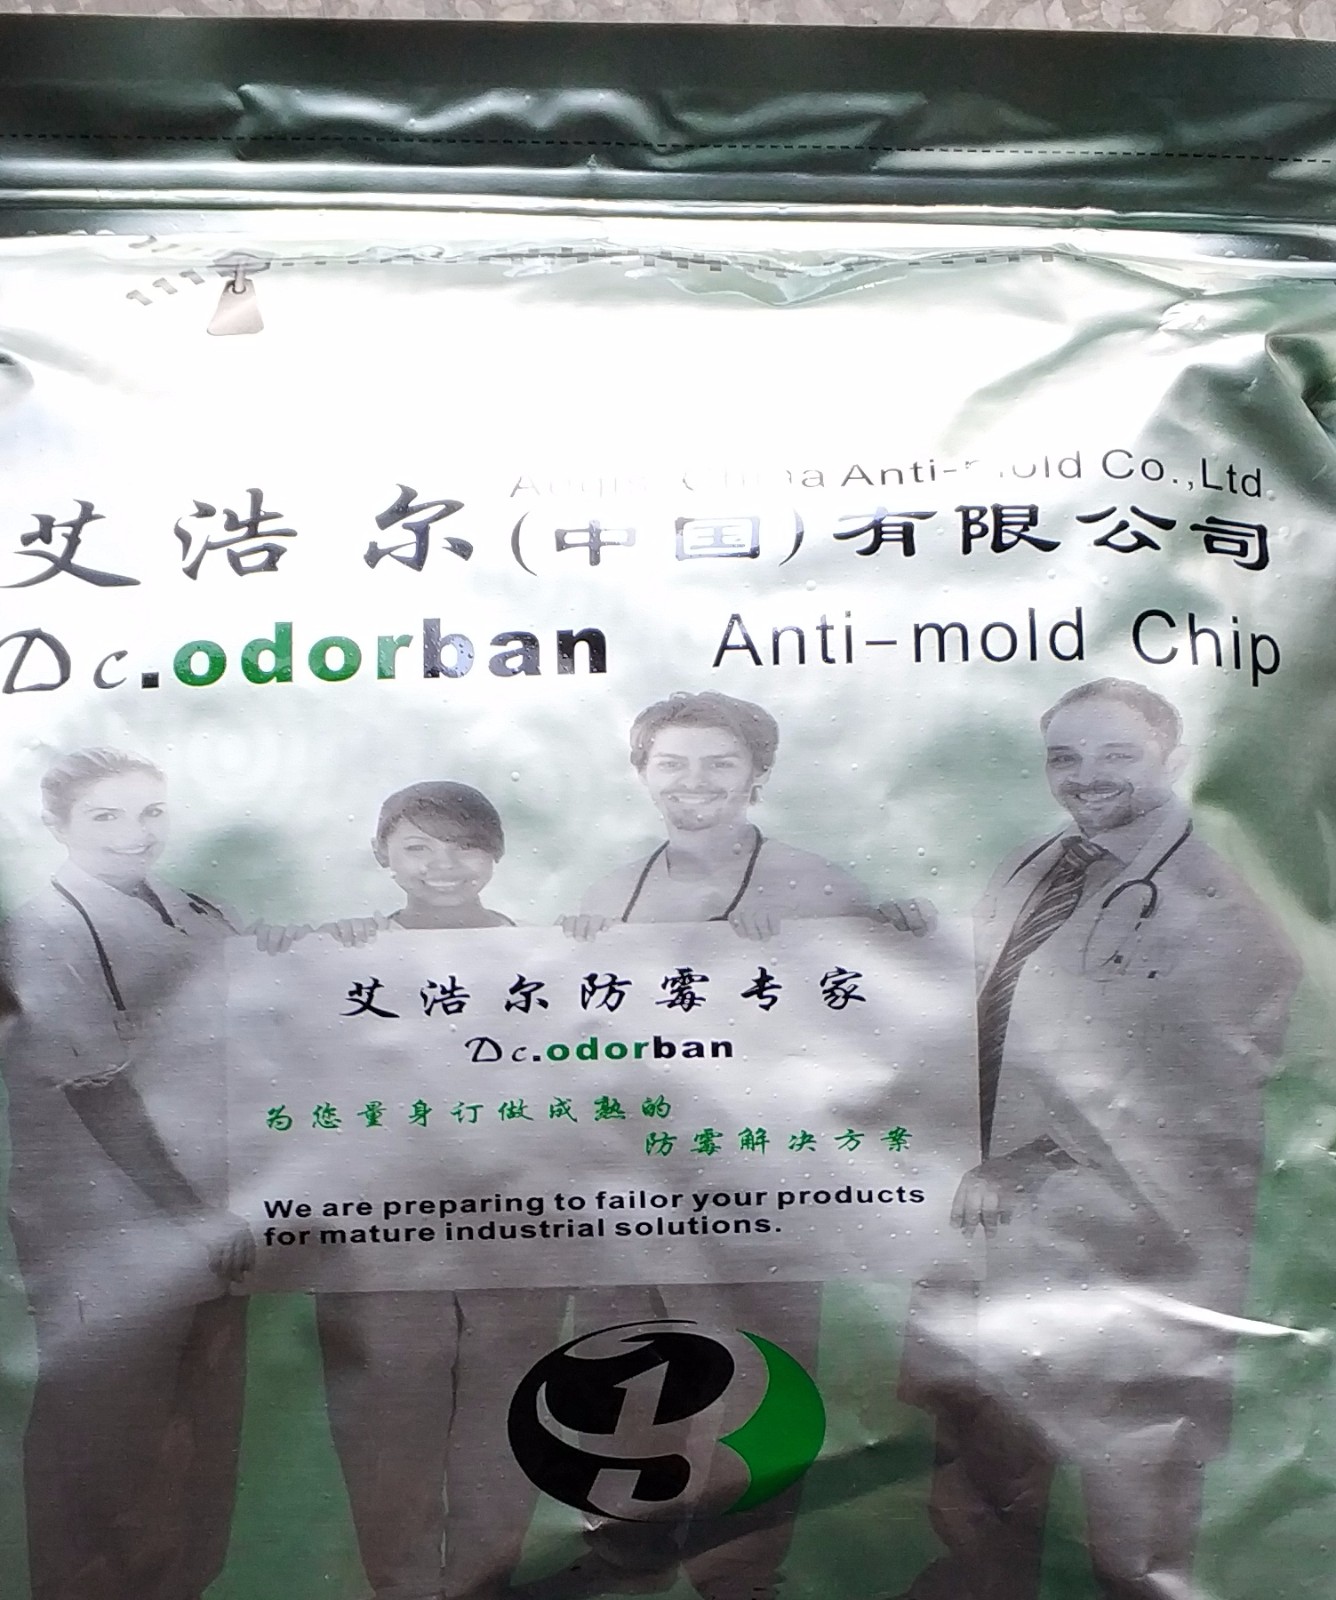 Anti- Co.,Ltd.
艾浩尔(中国)有限公司
Dc.odorban Anti-mold Chip
艾浩尔防霉专家
Dc.odorban
为您量身订做成熟的
防霉解决方案
We are preparing to failor your products
for mature industrial solutions.